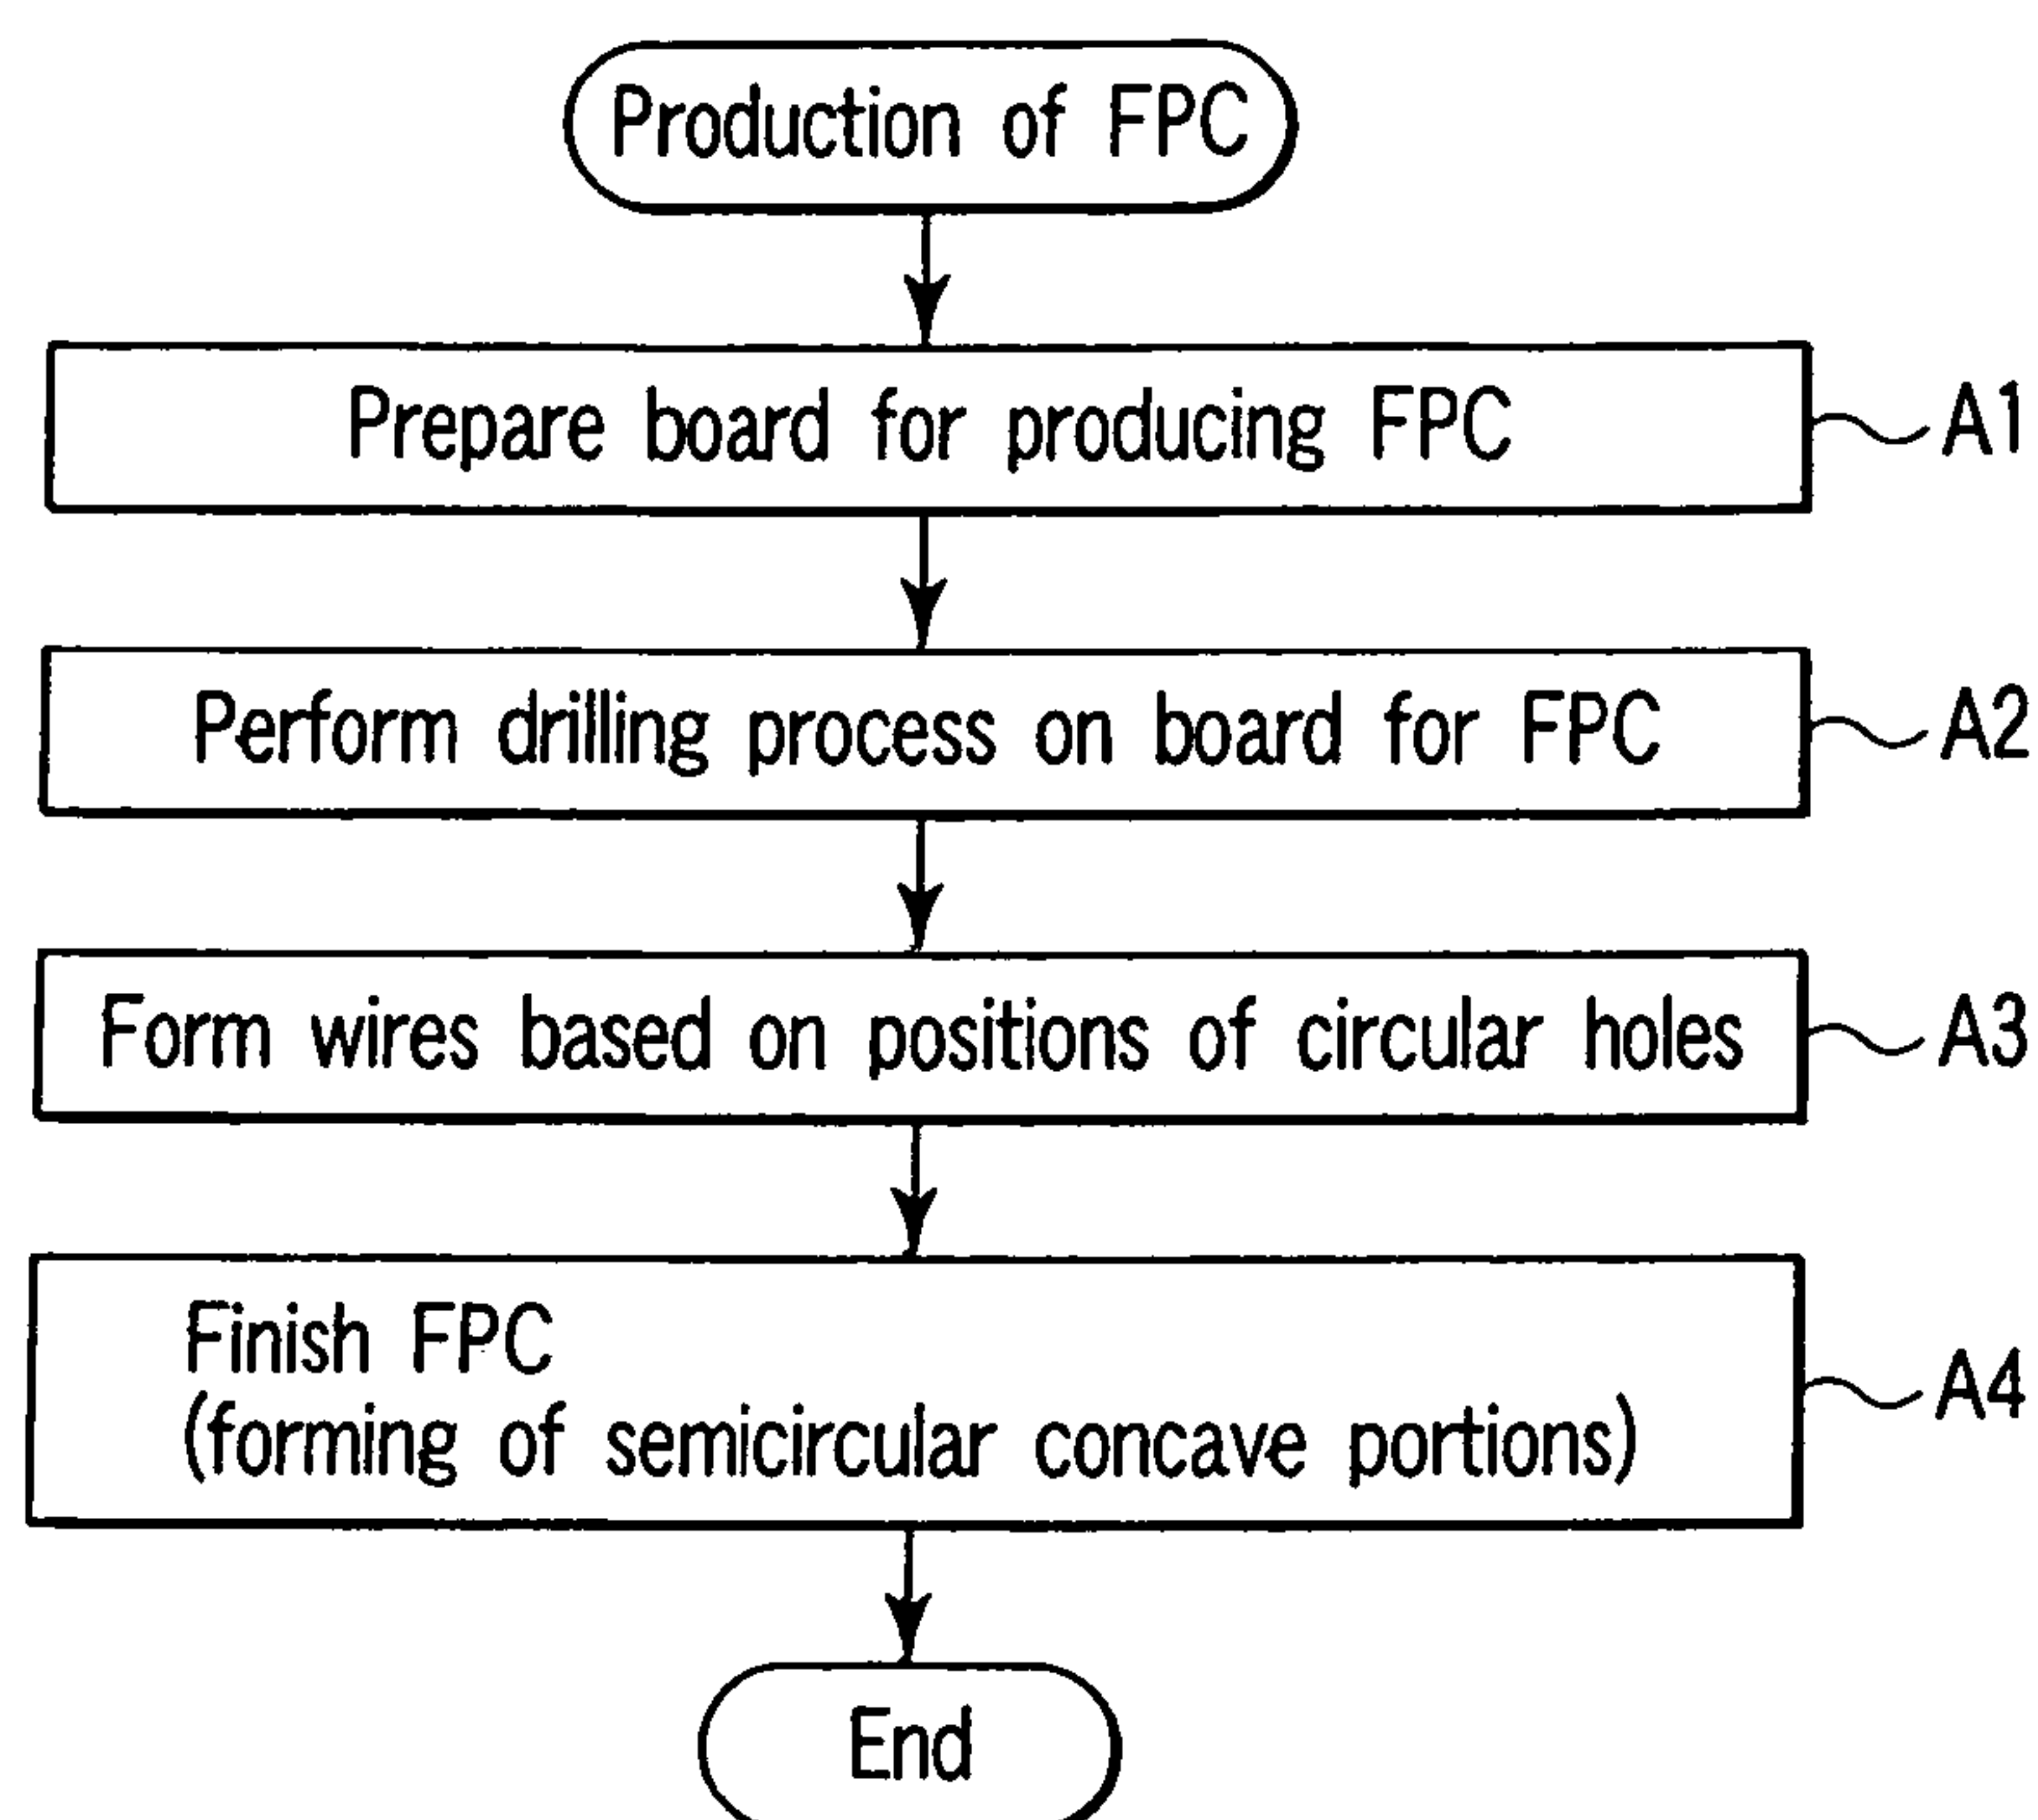 Production of FPC
Prepare board for producing FPC
A1
Perform drilling process on board for FPC
A2
Form wires based on positions of circular holes
A3
Finish FPC
(forming of semicircular concave portions)
A4
End